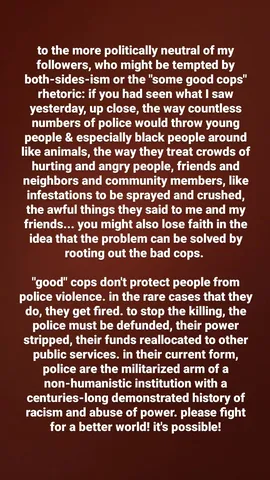 to the more politically neutral of my
followers, who might be tempted by
both-sides-ism or the "some good cops"
rhetoric: if you had seen what I saw
yesterday, up close, the way countless
numbers of police would throw young
people & especially black people around
like animals, the way they treat crowds of
hurting and angry people, friends and
neighbors and community members, like
infestations to be sprayed and crushed,
the awful things they said to me and my
friends... you might also lose faith in the
idea that the problem can be solved by
rooting out the bad cops.
"good" cops don't protect people from
police violence. in the rare cases that they
do, they get fired. to stop the killing, the
police must be defunded, their power
stripped, their funds reallocated to other
public services. in their current form,
police are the militarized arm of a
non-humanistic institution with a
centuries-long demonstrated history of
racism and abuse of power. please fight
for a better world! it's possible!